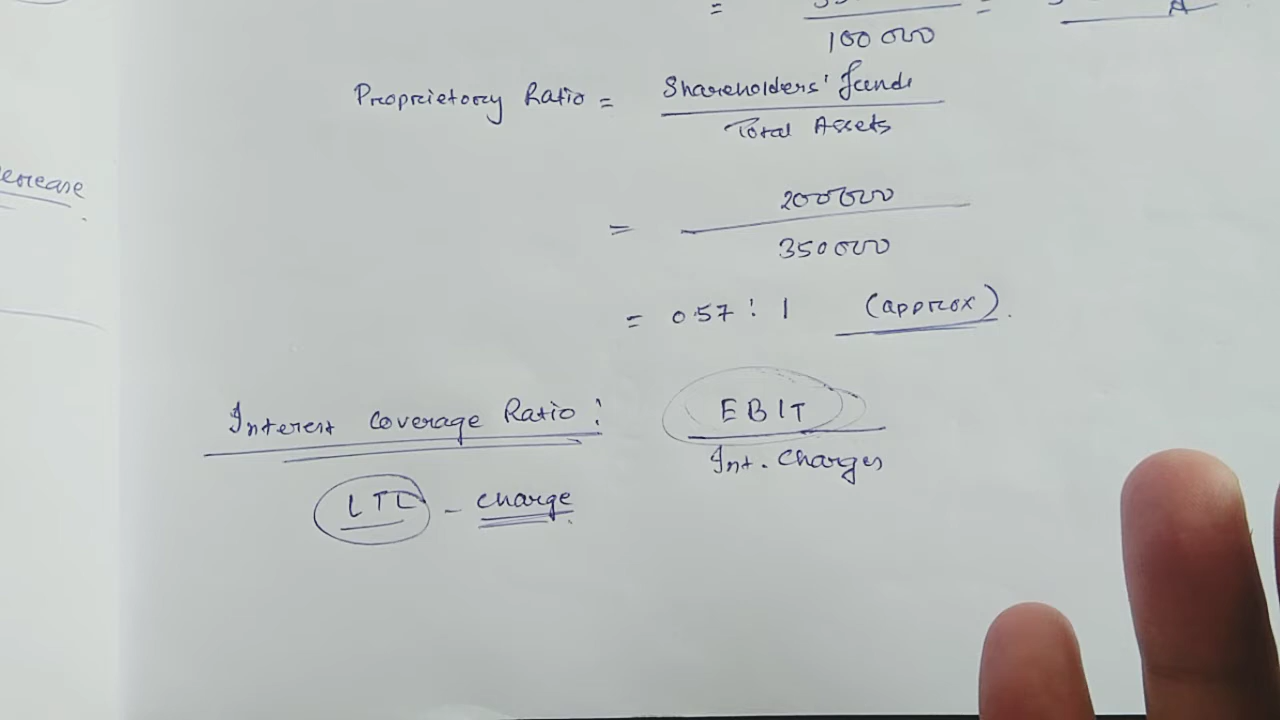 =
=
100000
Proprietory Ratio = Shareholders' funds
Total Assets
erease
= 200000
350000
= 0.57 : 1 (approx).
Interest Coverage Ratio : EBIT
Int. Charges
LTL - charge